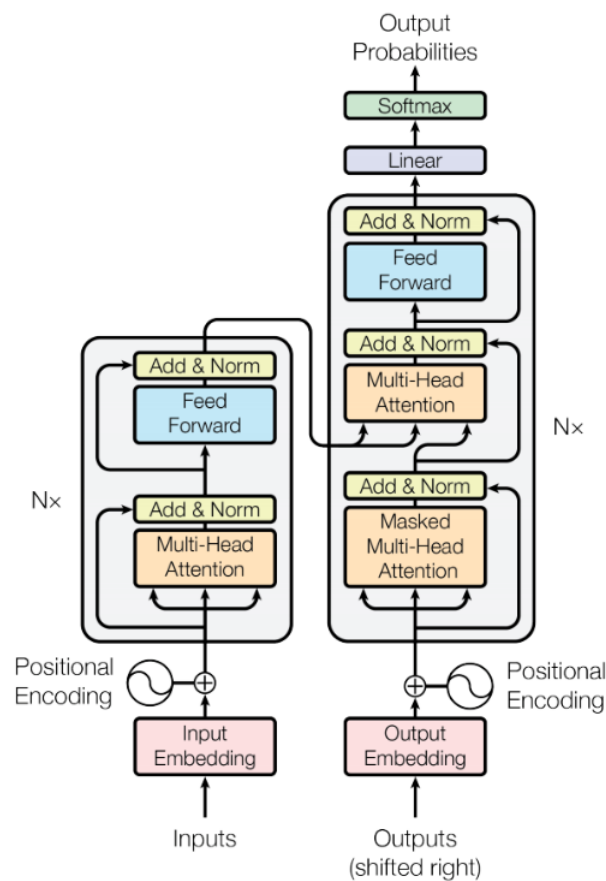 Output
Probabilities
Softmax
Linear
Add & Norm
Feed
Forward
Add & Norm
Multi-Head
Attention
Add & Norm
Masked
Multi-Head
Attention
Nx
Add & Norm
Feed
Forward
Add & Norm
Multi-Head
Attention
Nx
Positional
Encoding
Positional
Encoding
Input
Embedding
Output
Embedding
Inputs
Outputs
(shifted right)